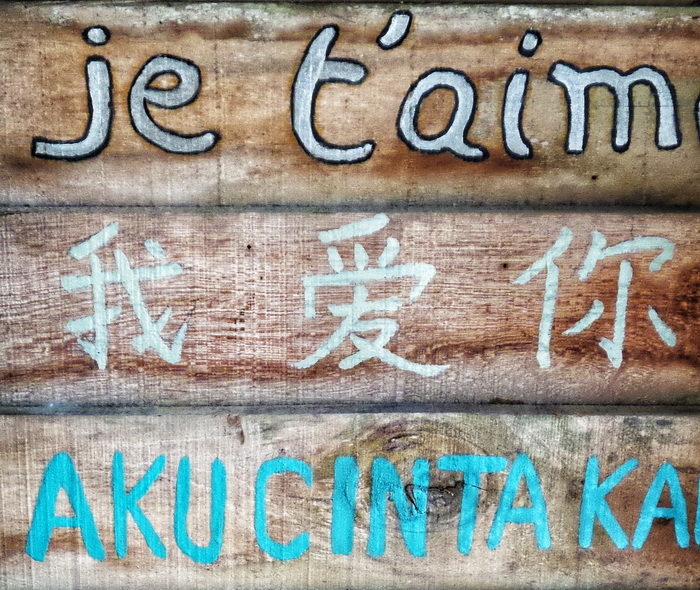 je t'aim
我爱你
AKU CINTA KA